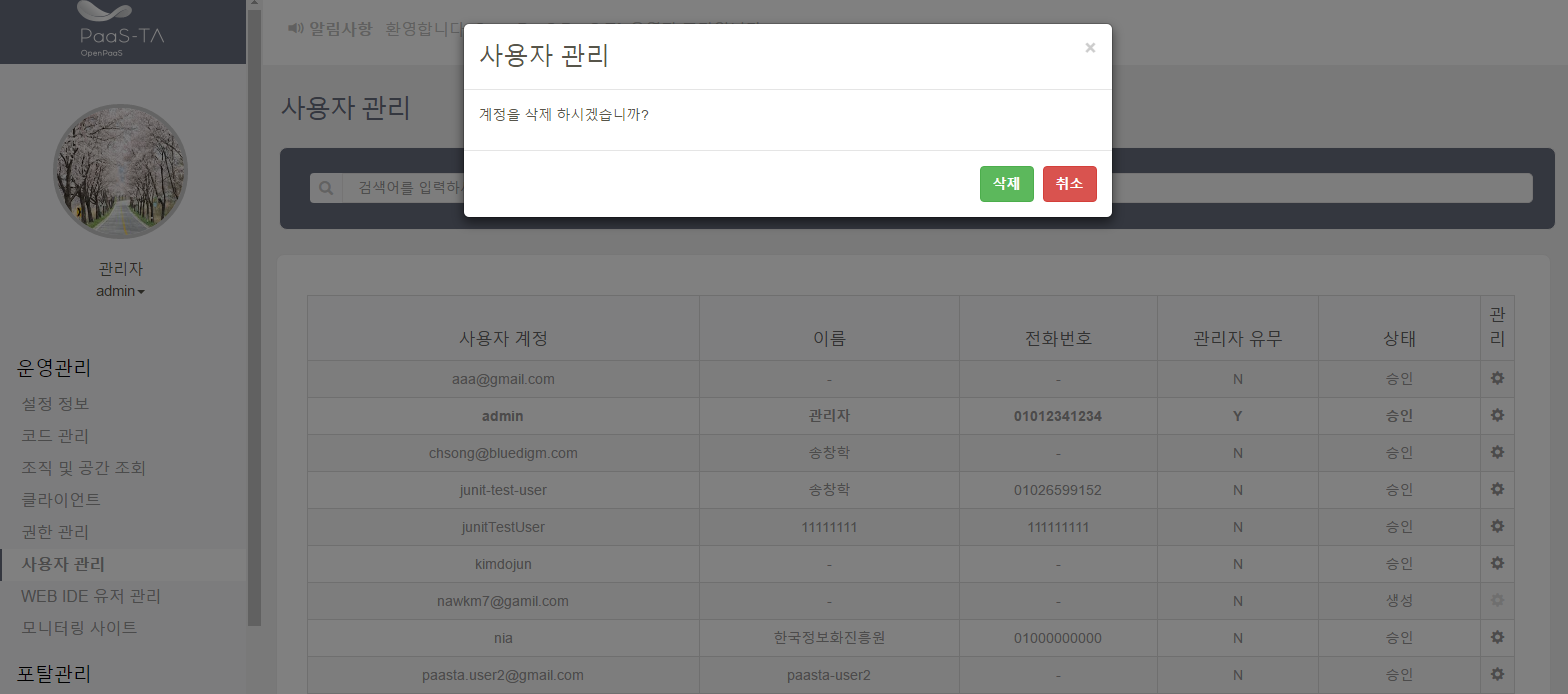 PaaS-TA
OpenPaaS
알림사항 환영합니다
사용자 관리
×
계정을 삭제 하시겠습니까?
삭제 취소
사용자 관리
검색어를 입력하
관리자
admin
운영관리
설정 정보
코드 관리
조직 및 공간 조회
클라이언트
권한 관리
사용자 관리
WEB IDE 유저 관리
모니터링 사이트
포탈관리
사용자 계정 이름 전화번호 관리자 유무 상태 관리
aaa@gmail.com - - N 승인
admin 관리자 01012341234 Y 승인
chsong@bluedigm.com 송창학 - N 승인
junit-test-user 송창학 01026599152 N 승인
junitTestUser 11111111 111111111 N 승인
kimdojun - - N 승인
nawkm7@gamil.com - - N 생성
nia 한국정보화진흥원 01000000000 N 승인
paasta.user2@gmail.com paasta-user2 - N 승인